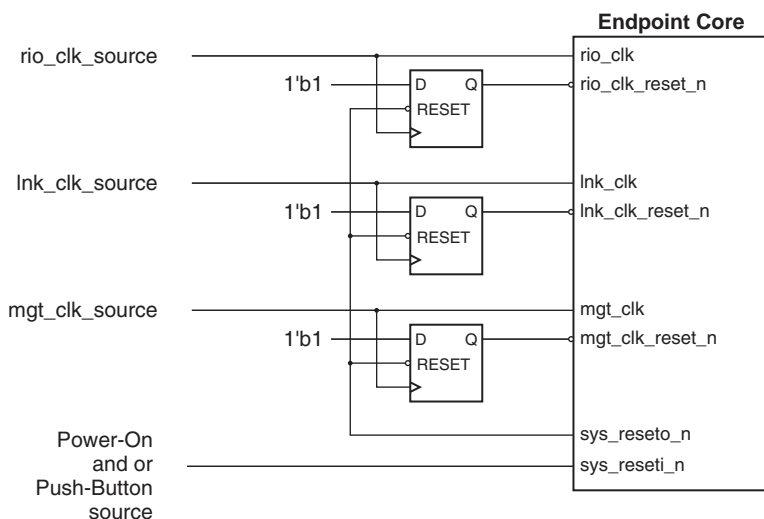 Endpoint Core
rio_clk_source
rio_clk
1'b1
D
Q
rio_clk_reset_n
RESET
lnk_clk_source
lnk_clk
1'b1
D
Q
lnk_clk_reset_n
RESET
mgt_clk_source
mgt_clk
1'b1
D
Q
mgt_clk_reset_n
RESET
sys_reseto_n
Power-On
and or
Push-Button
source
sys_reseti_n